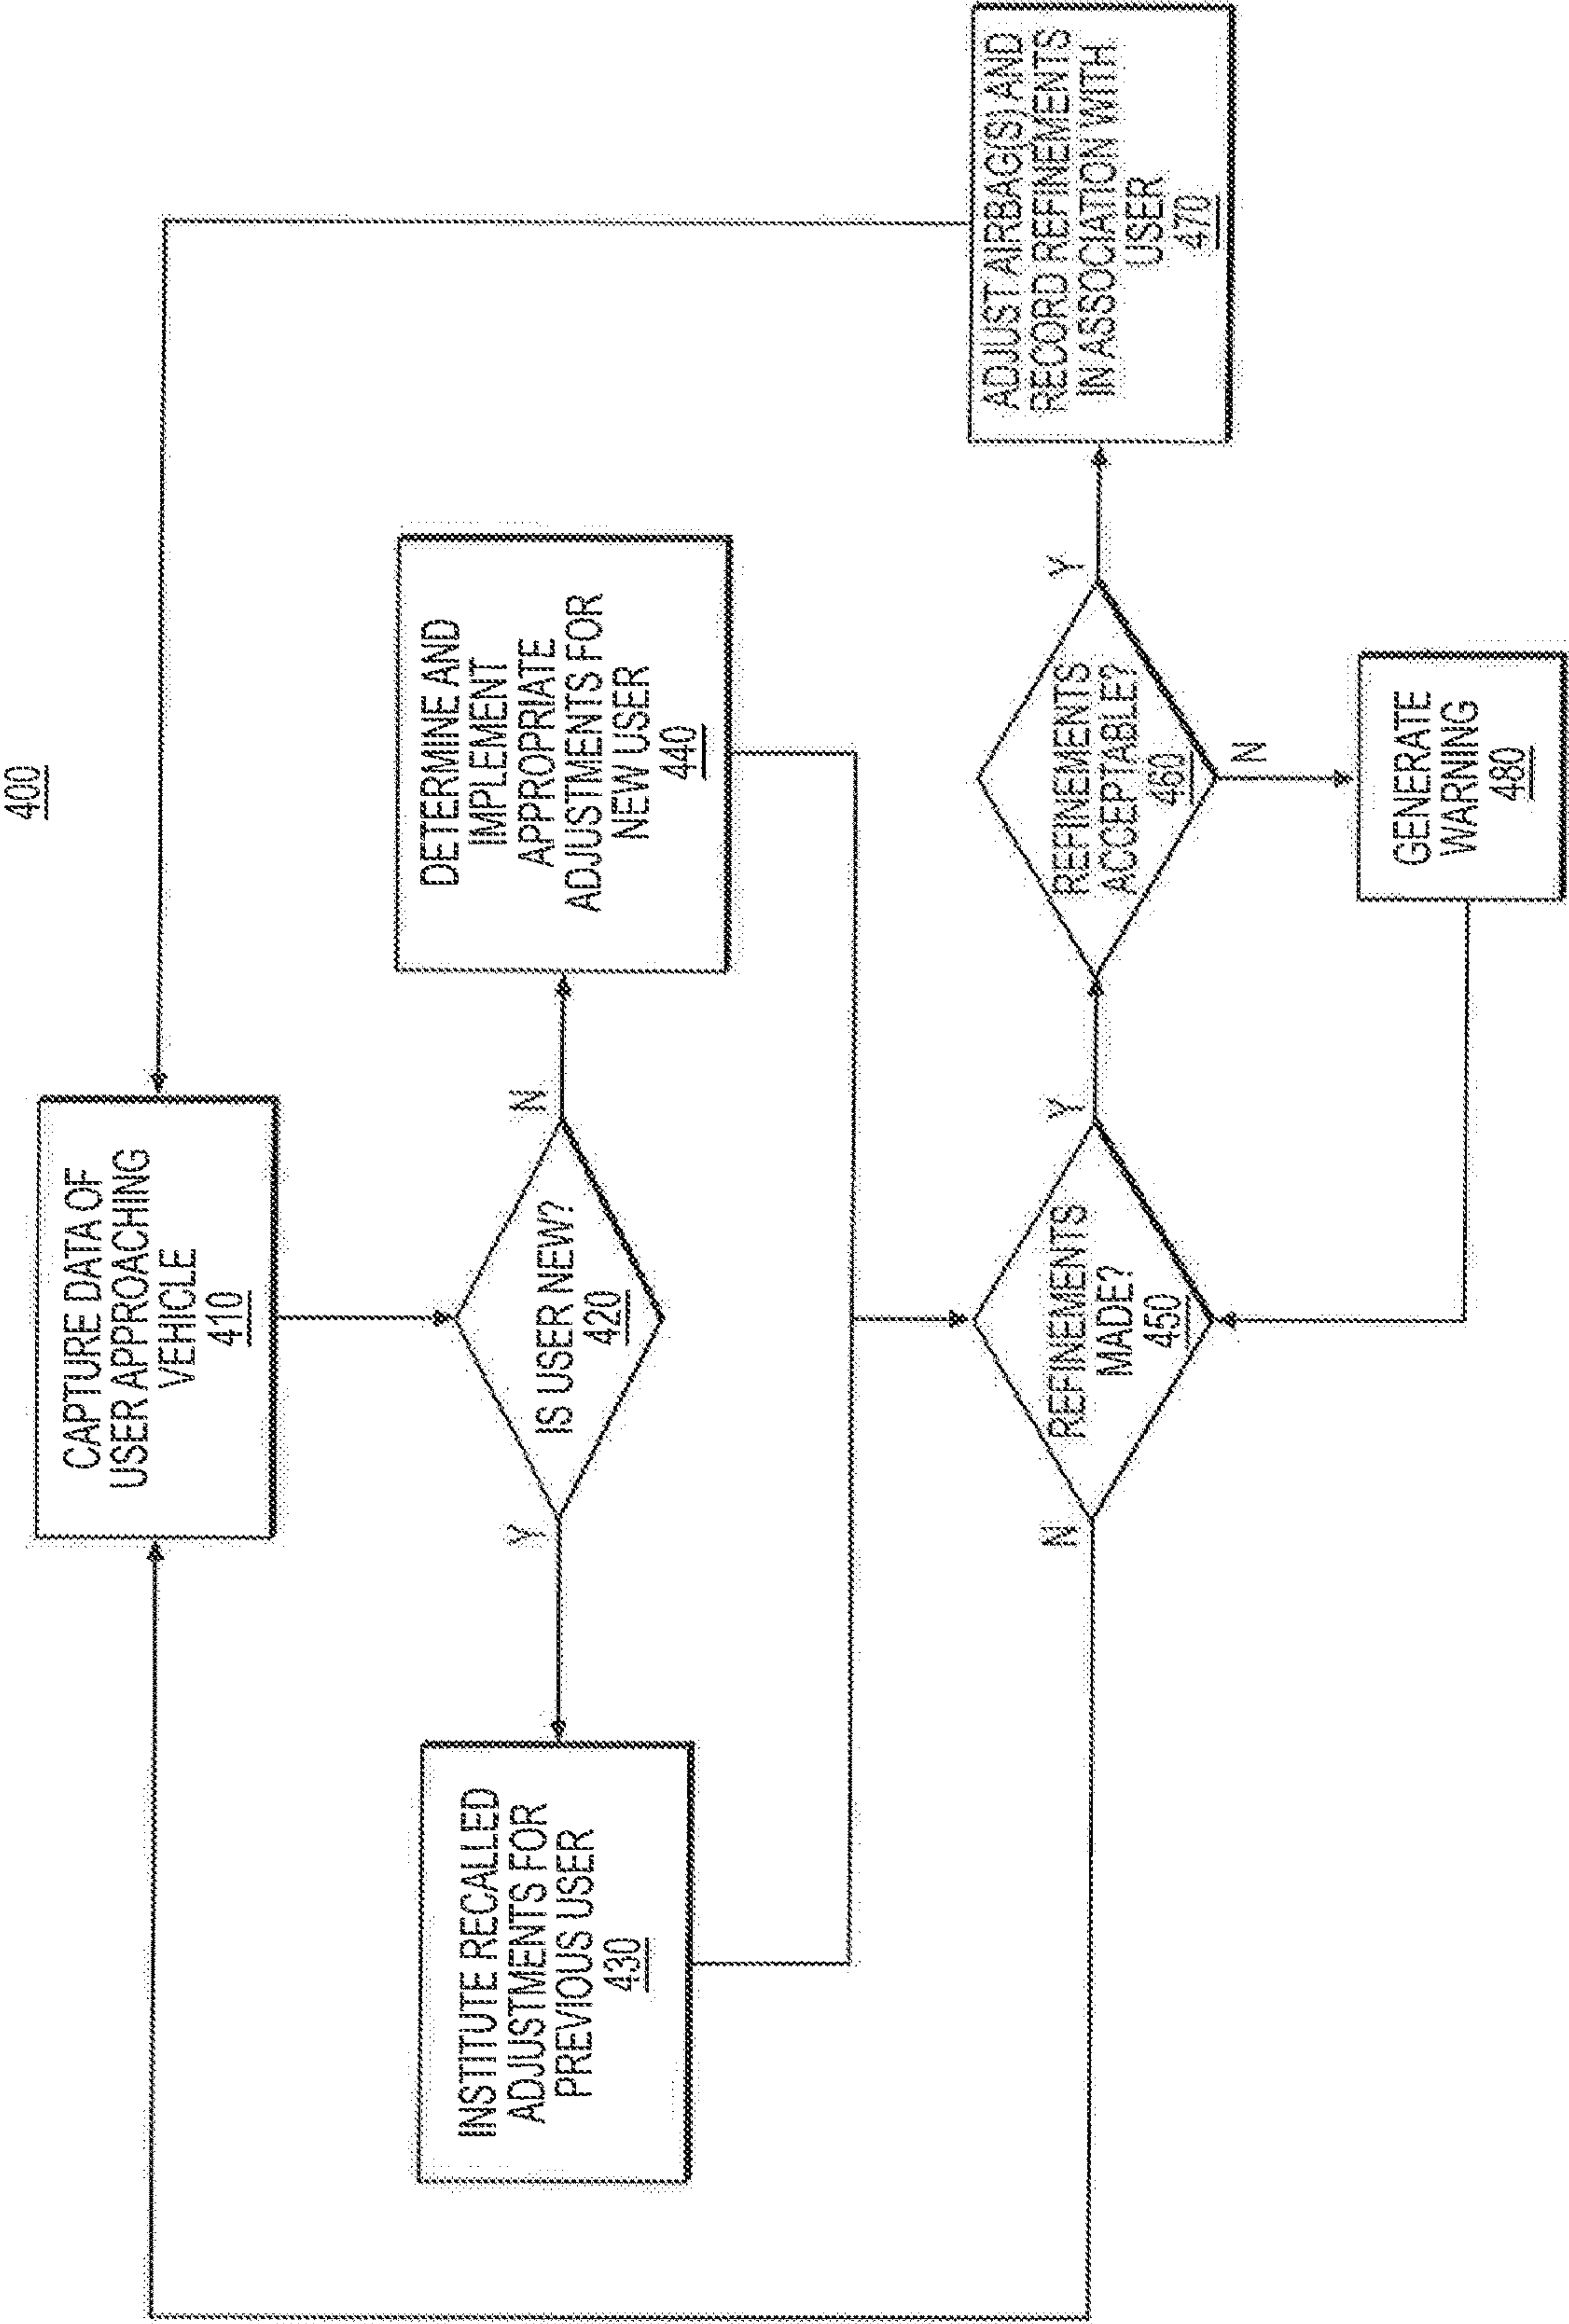 400
CAPTURE DATA OF
USER APPROACHING
VEHICLE
410
IS USER NEW?
420
Y
N
INSTITUTE RECALLED
ADJUSTMENTS FOR
PREVIOUS USER
430
DETERMINE AND
IMPLEMENT
APPROPRIATE
ADJUSTMENTS FOR
NEW USER
440
REFINEMENTS
MADE?
450
N
Y
REFINEMENTS
ACCEPTABLE?
460
Y
N
ADJUST AIRBAG(S) AND
RECORD REFINEMENTS
IN ASSOCIATION WITH
USER
470
GENERATE
WARNING
480